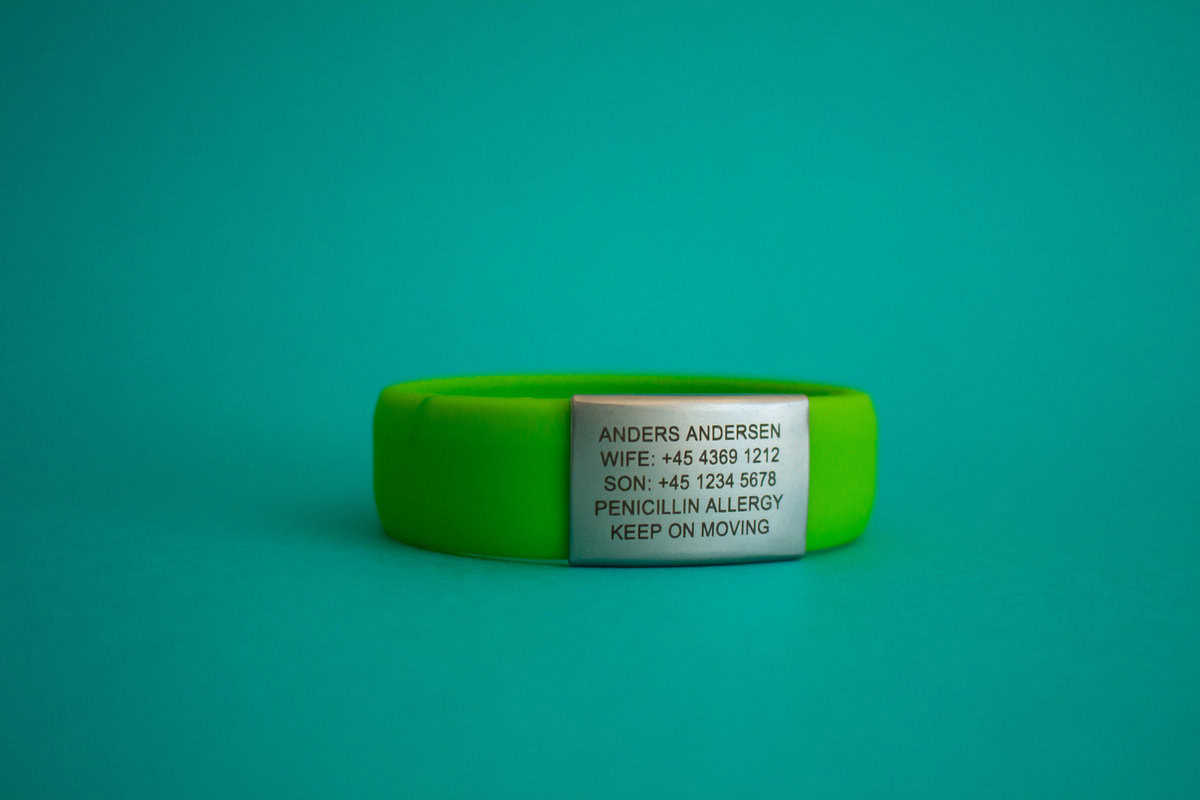 ANDERS ANDERSEN
WIFE: +45 4369 1212
SON: +45 1234 5678
PENICILLIN ALLERGY
KEEP ON MOVING